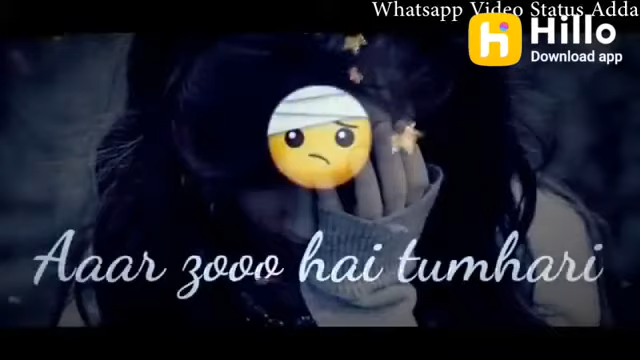 Whatsapp Video Status Adda
Hillo
Download app
Aaar zooo hai tumhari